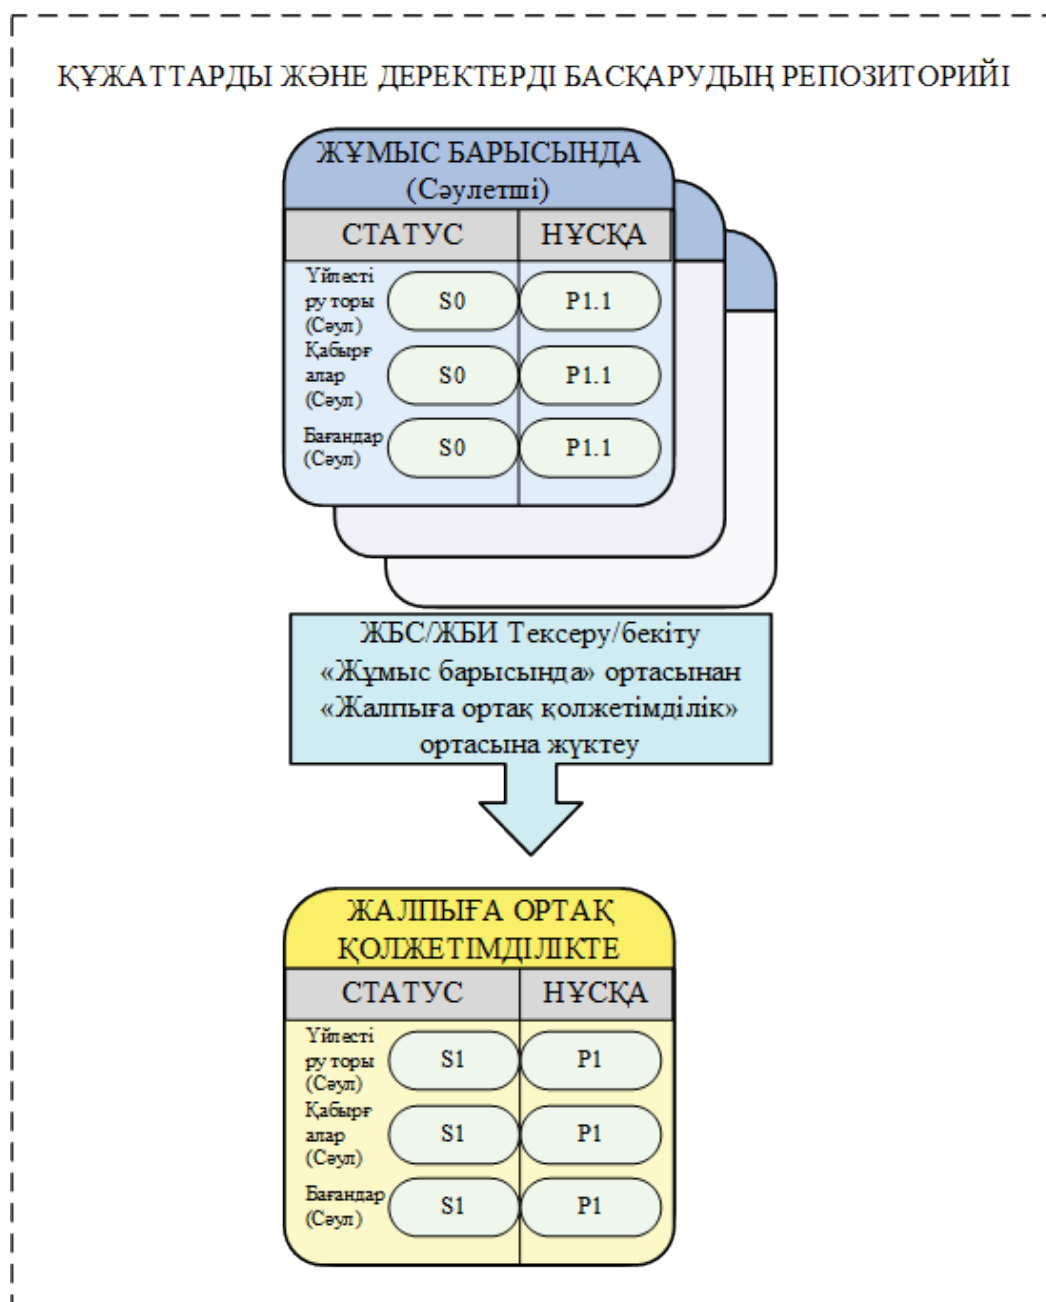 ҚҰЖАТТАРДЫ ЖӘНЕ ДЕРЕКТЕРДІ БАСҚАРУДЫҢ РЕПОЗИТОРИЙІ
ЖҰМЫС БАРЫСЫНДА
(Сәулетші)
СТАТУС НҰСҚА
Үйлесті
ру торы
(Сәул)
S0 P1.1
Қабырғ
алар
(Сәул)
S0 P1.1
Бағандар
(Сәул)
S0 P1.1
ЖБС/ЖБИ Тексеру/бекіту
«Жұмыс барысында» ортасынан
«Жалпыға ортақ қолжетімділік»
ортасына жүктеу
ЖАЛПЫҒА ОРТАҚ
ҚОЛЖЕТІМДІЛІКТЕ
СТАТУС НҰСҚА
Үйлесті
ру торы
(Сәул)
S1 P1
Қабырғ
алар
(Сәул)
S1 P1
Бағандар
(Сәул)
S1 P1